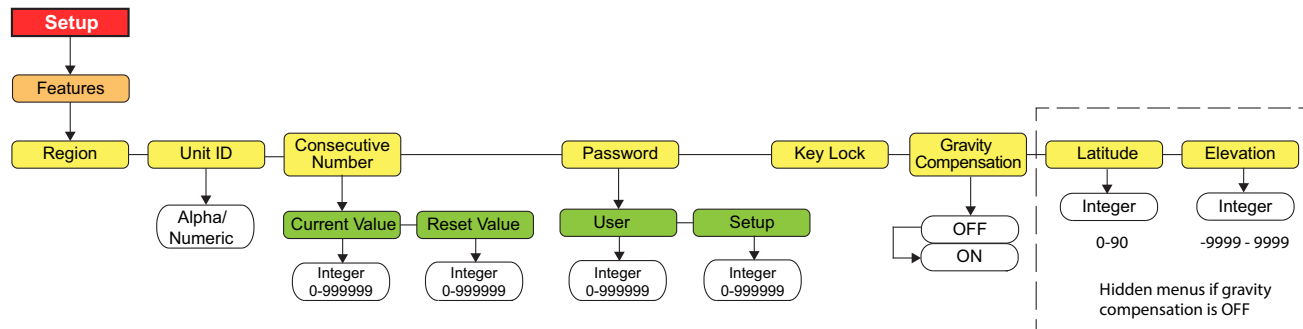 Setup
Features
Region
Unit ID
Consecutive
Number
Password
Key Lock
Gravity
Compensation
Latitude
Elevation
Alpha/
Numeric
Current Value
Reset Value
User
Setup
OFF
ON
Integer
Integer
0-90
-9999 - 9999
Integer
0-999999
Integer
0-999999
Integer
0-999999
Integer
0-999999
Hidden menus if gravity
compensation is OFF